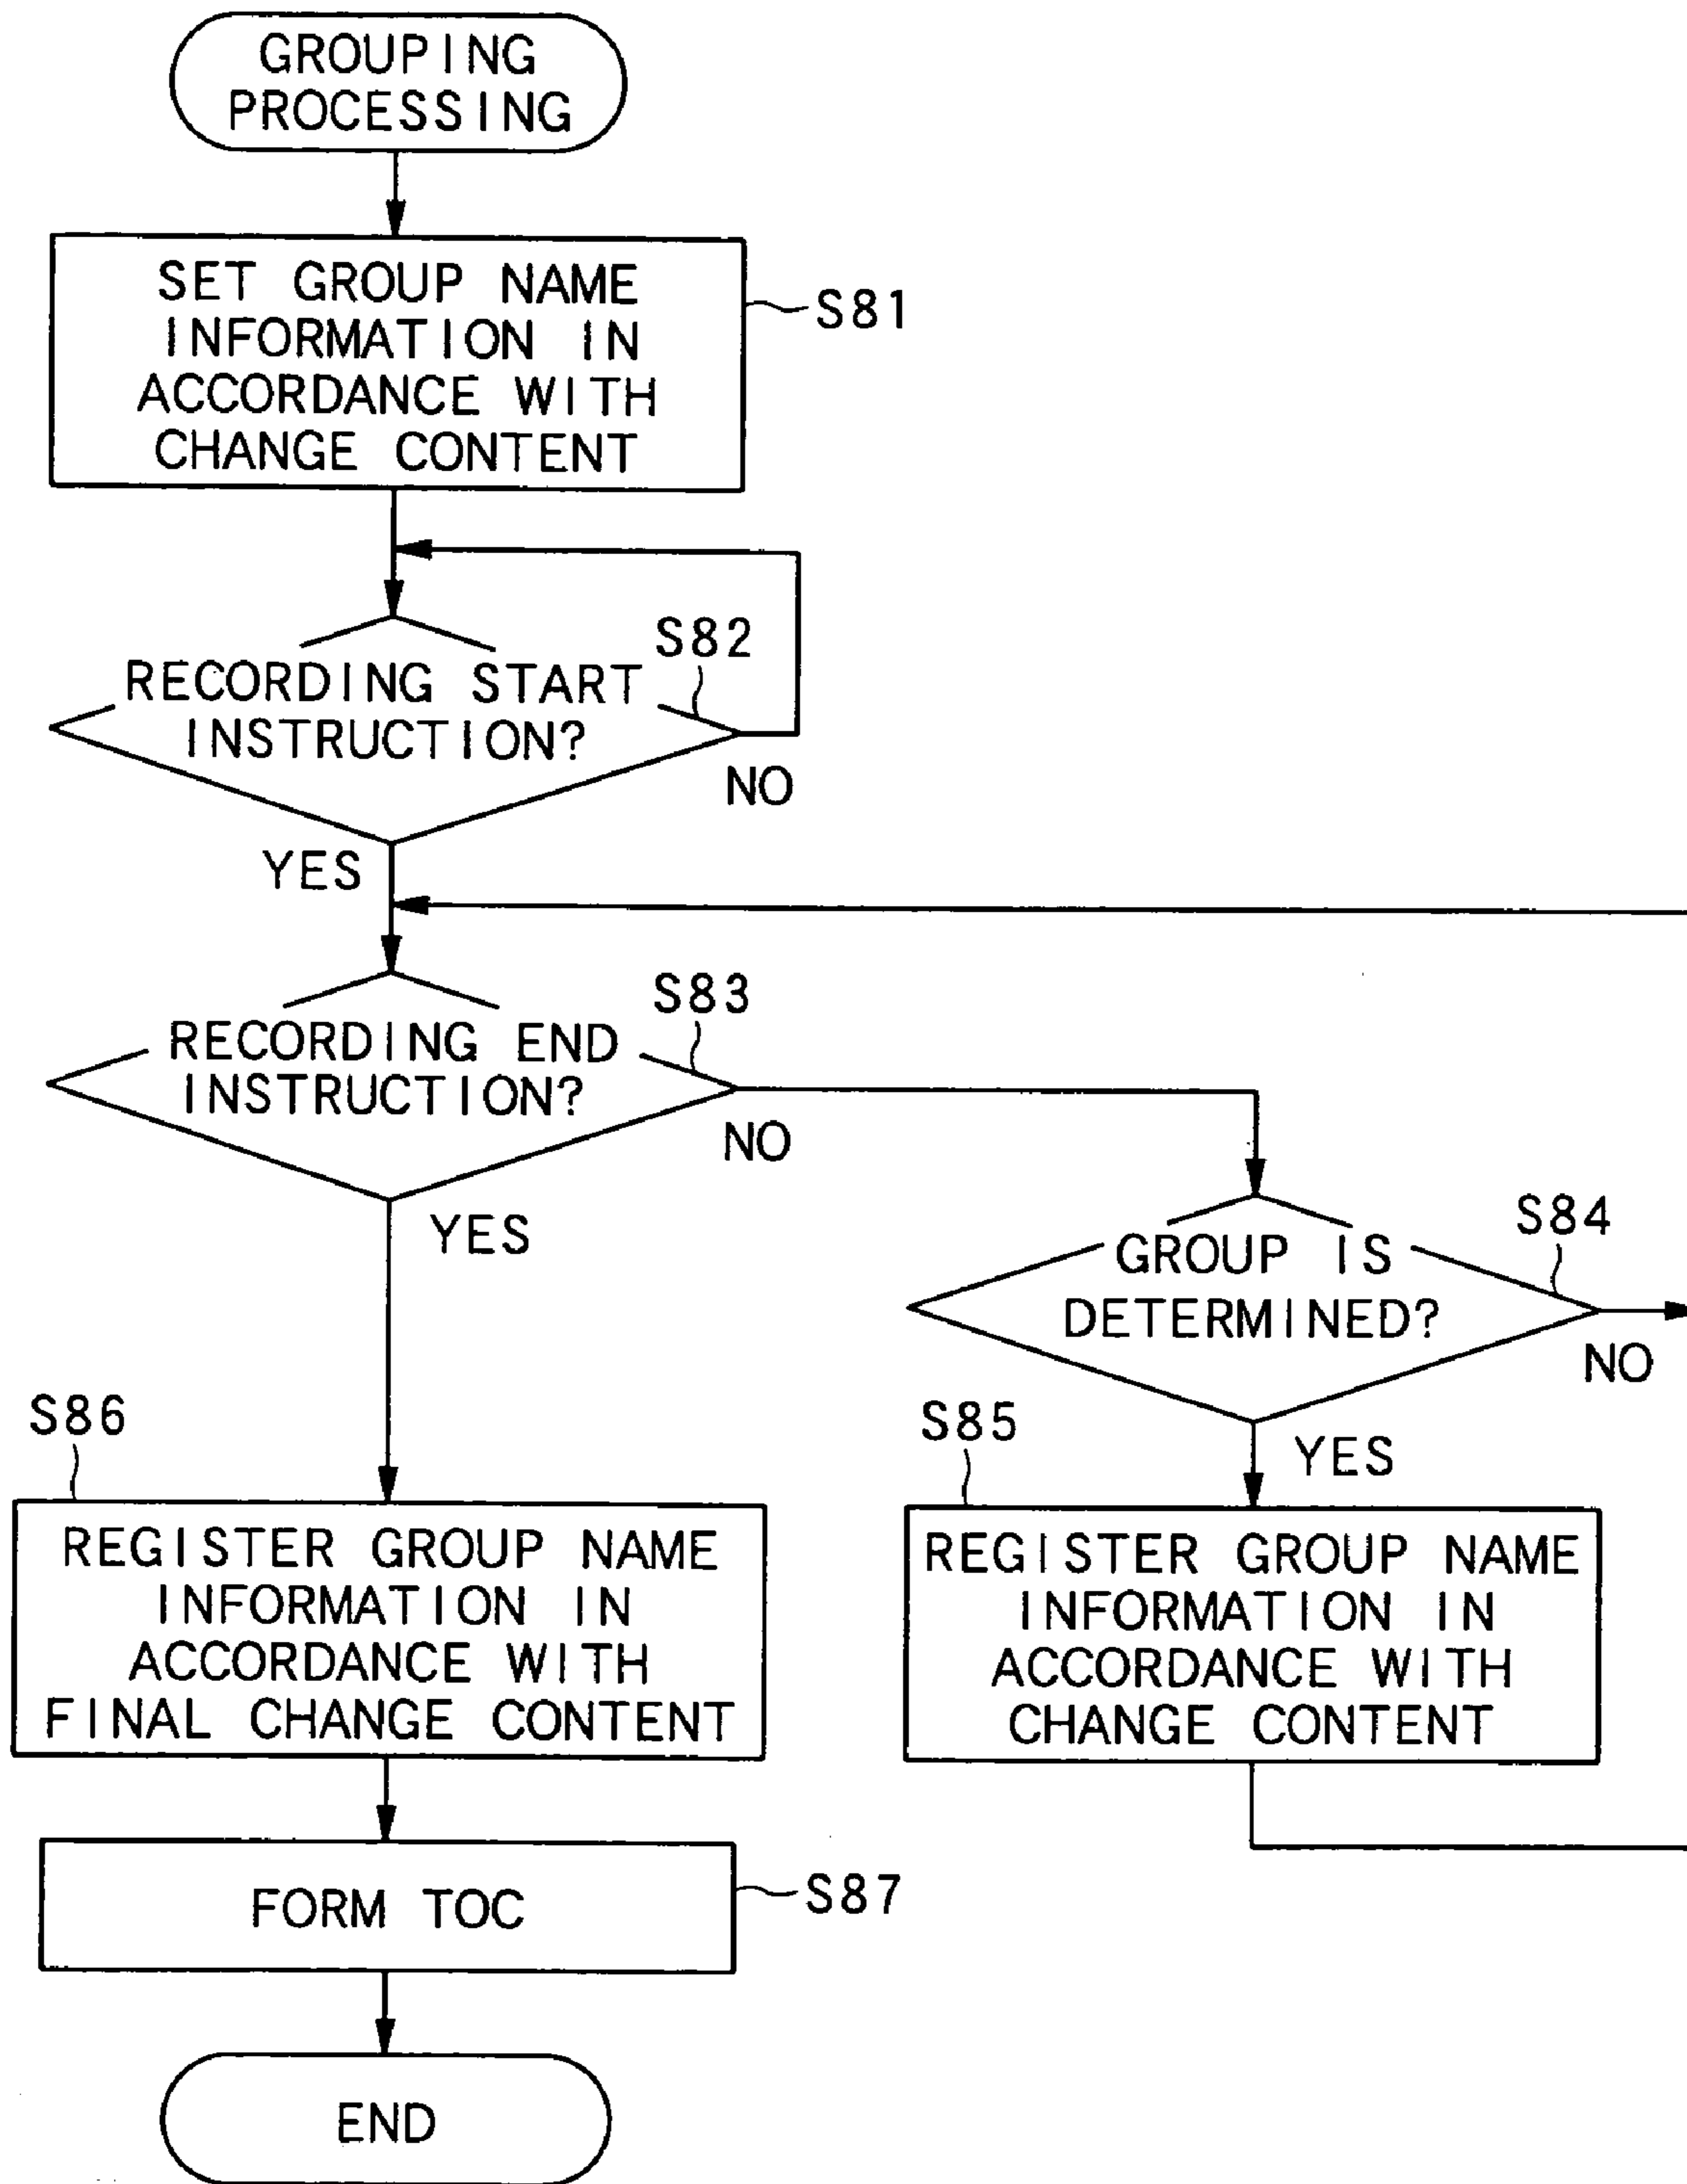 GROUPING
PROCESSING
SET GROUP NAME
INFORMATION IN
ACCORDANCE WITH
CHANGE CONTENT
S81
S82
RECORDING START
INSTRUCTION?
NO
YES
S83
RECORDING END
INSTRUCTION?
NO
YES
S84
GROUP IS
DETERMINED?
NO
YES
S85
REGISTER GROUP NAME
INFORMATION IN
ACCORDANCE WITH
CHANGE CONTENT
S86
REGISTER GROUP NAME
INFORMATION IN
ACCORDANCE WITH
FINAL CHANGE CONTENT
FORM TOC
S87
END